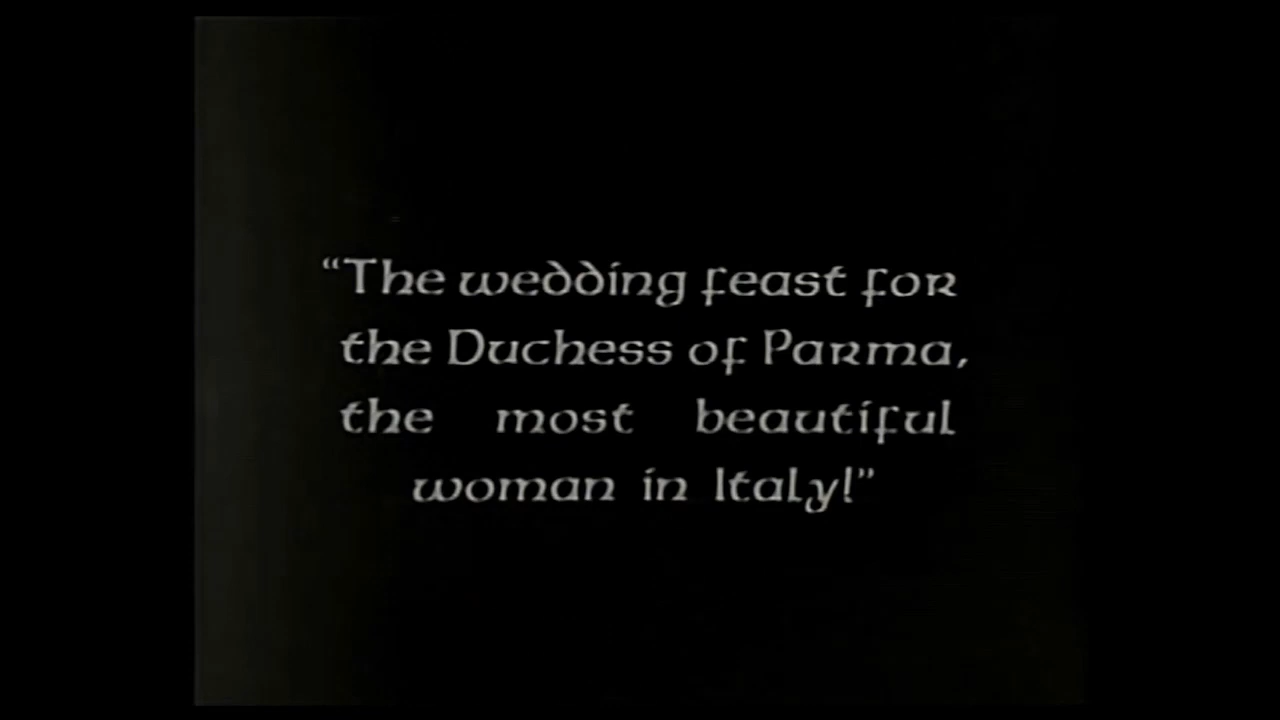 “The wedding feast for
the Duchess of Parma,
the most beautiful
woman in Italy!”